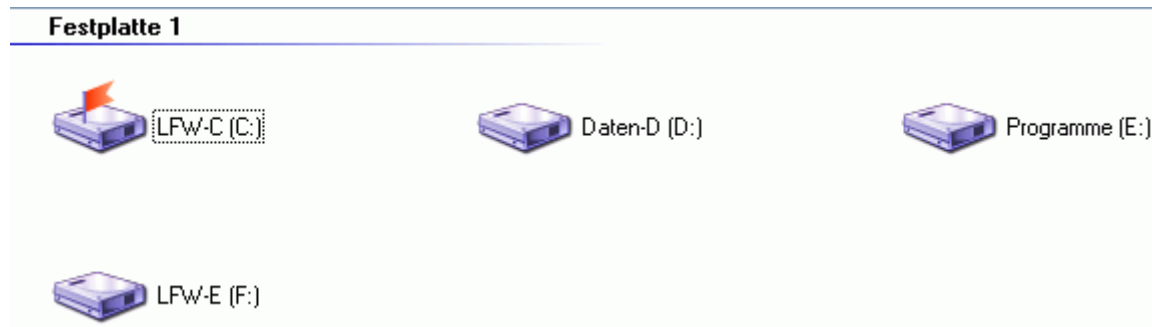 Festplatte 1
LFW-C (C:) Daten-D (D:) Programme (E:)
LFW-E (F:)